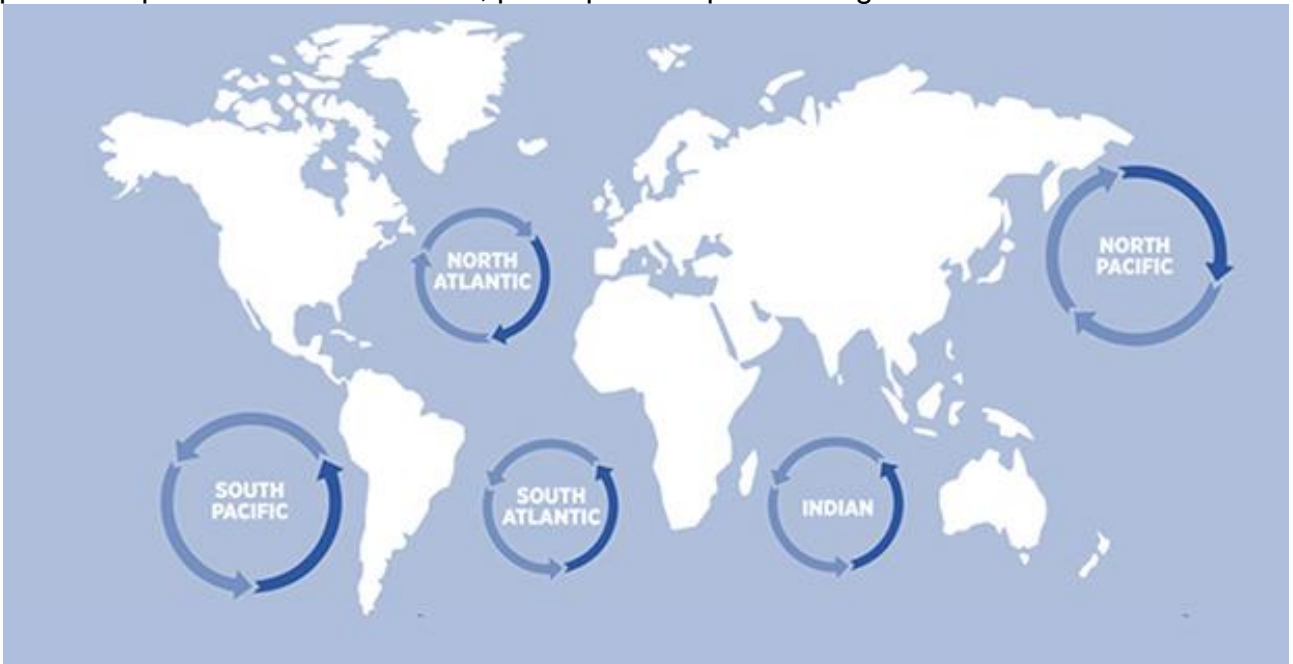 NORTH
ATLANTIC
NORTH
PACIFIC
SOUTH
PACIFIC
SOUTH
ATLANTIC
INDIAN